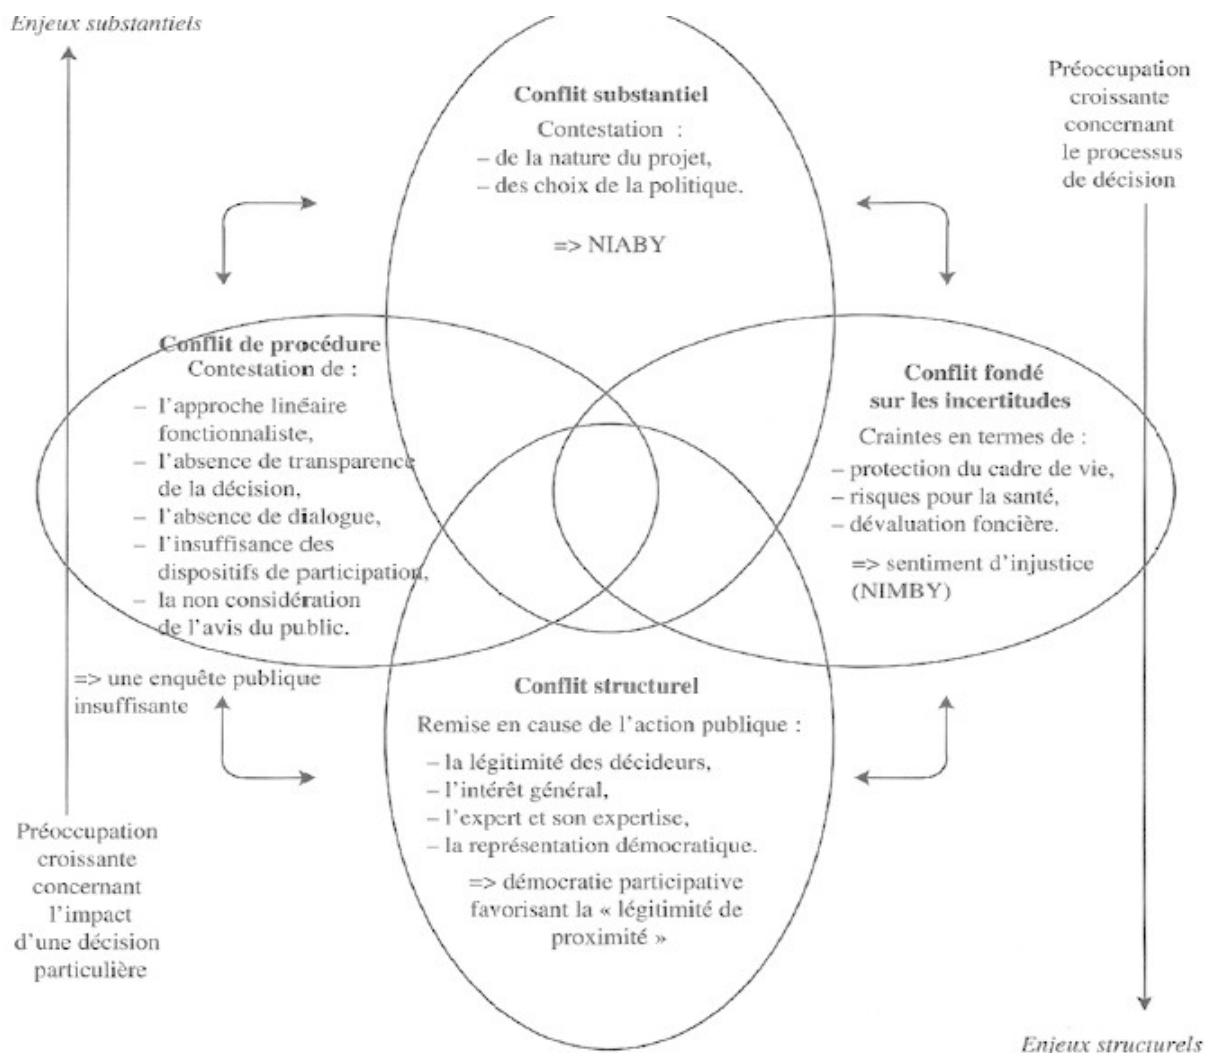 Enjeux substantiels
Préoccupation
croissante
concernant
le processus
de décision
Conflit substantiel
Contestation :
– de la nature du projet,
– des choix de la politique.
=> NIABY
Conflit de procédure
Contestation de :
– l'approche linéaire
fonctionnaliste,
– l'absence de transparence
de la décision,
– l'absence de dialogue,
– l'insuffisance des
dispositifs de participation,
– la non considération
de l'avis du public.
=> une enquête publique
insuffisante
Conflit fondé
sur les incertitudes
Craintes en termes de :
– protection du cadre de vie,
– risques pour la santé,
– dévaluation foncière.
=> sentiment d'injustice
(NIMBY)
Conflit structurel
Remise en cause de l'action publique :
– la légitimité des décideurs,
– l'intérêt général,
– l'expert et son expertise,
– la représentation démocratique.
=> démocratie participative
favorisant la « légitimité de
proximité »
Préoccupation
croissante
concernant
l'impact
d'une décision
particulière
Enjeux structurels